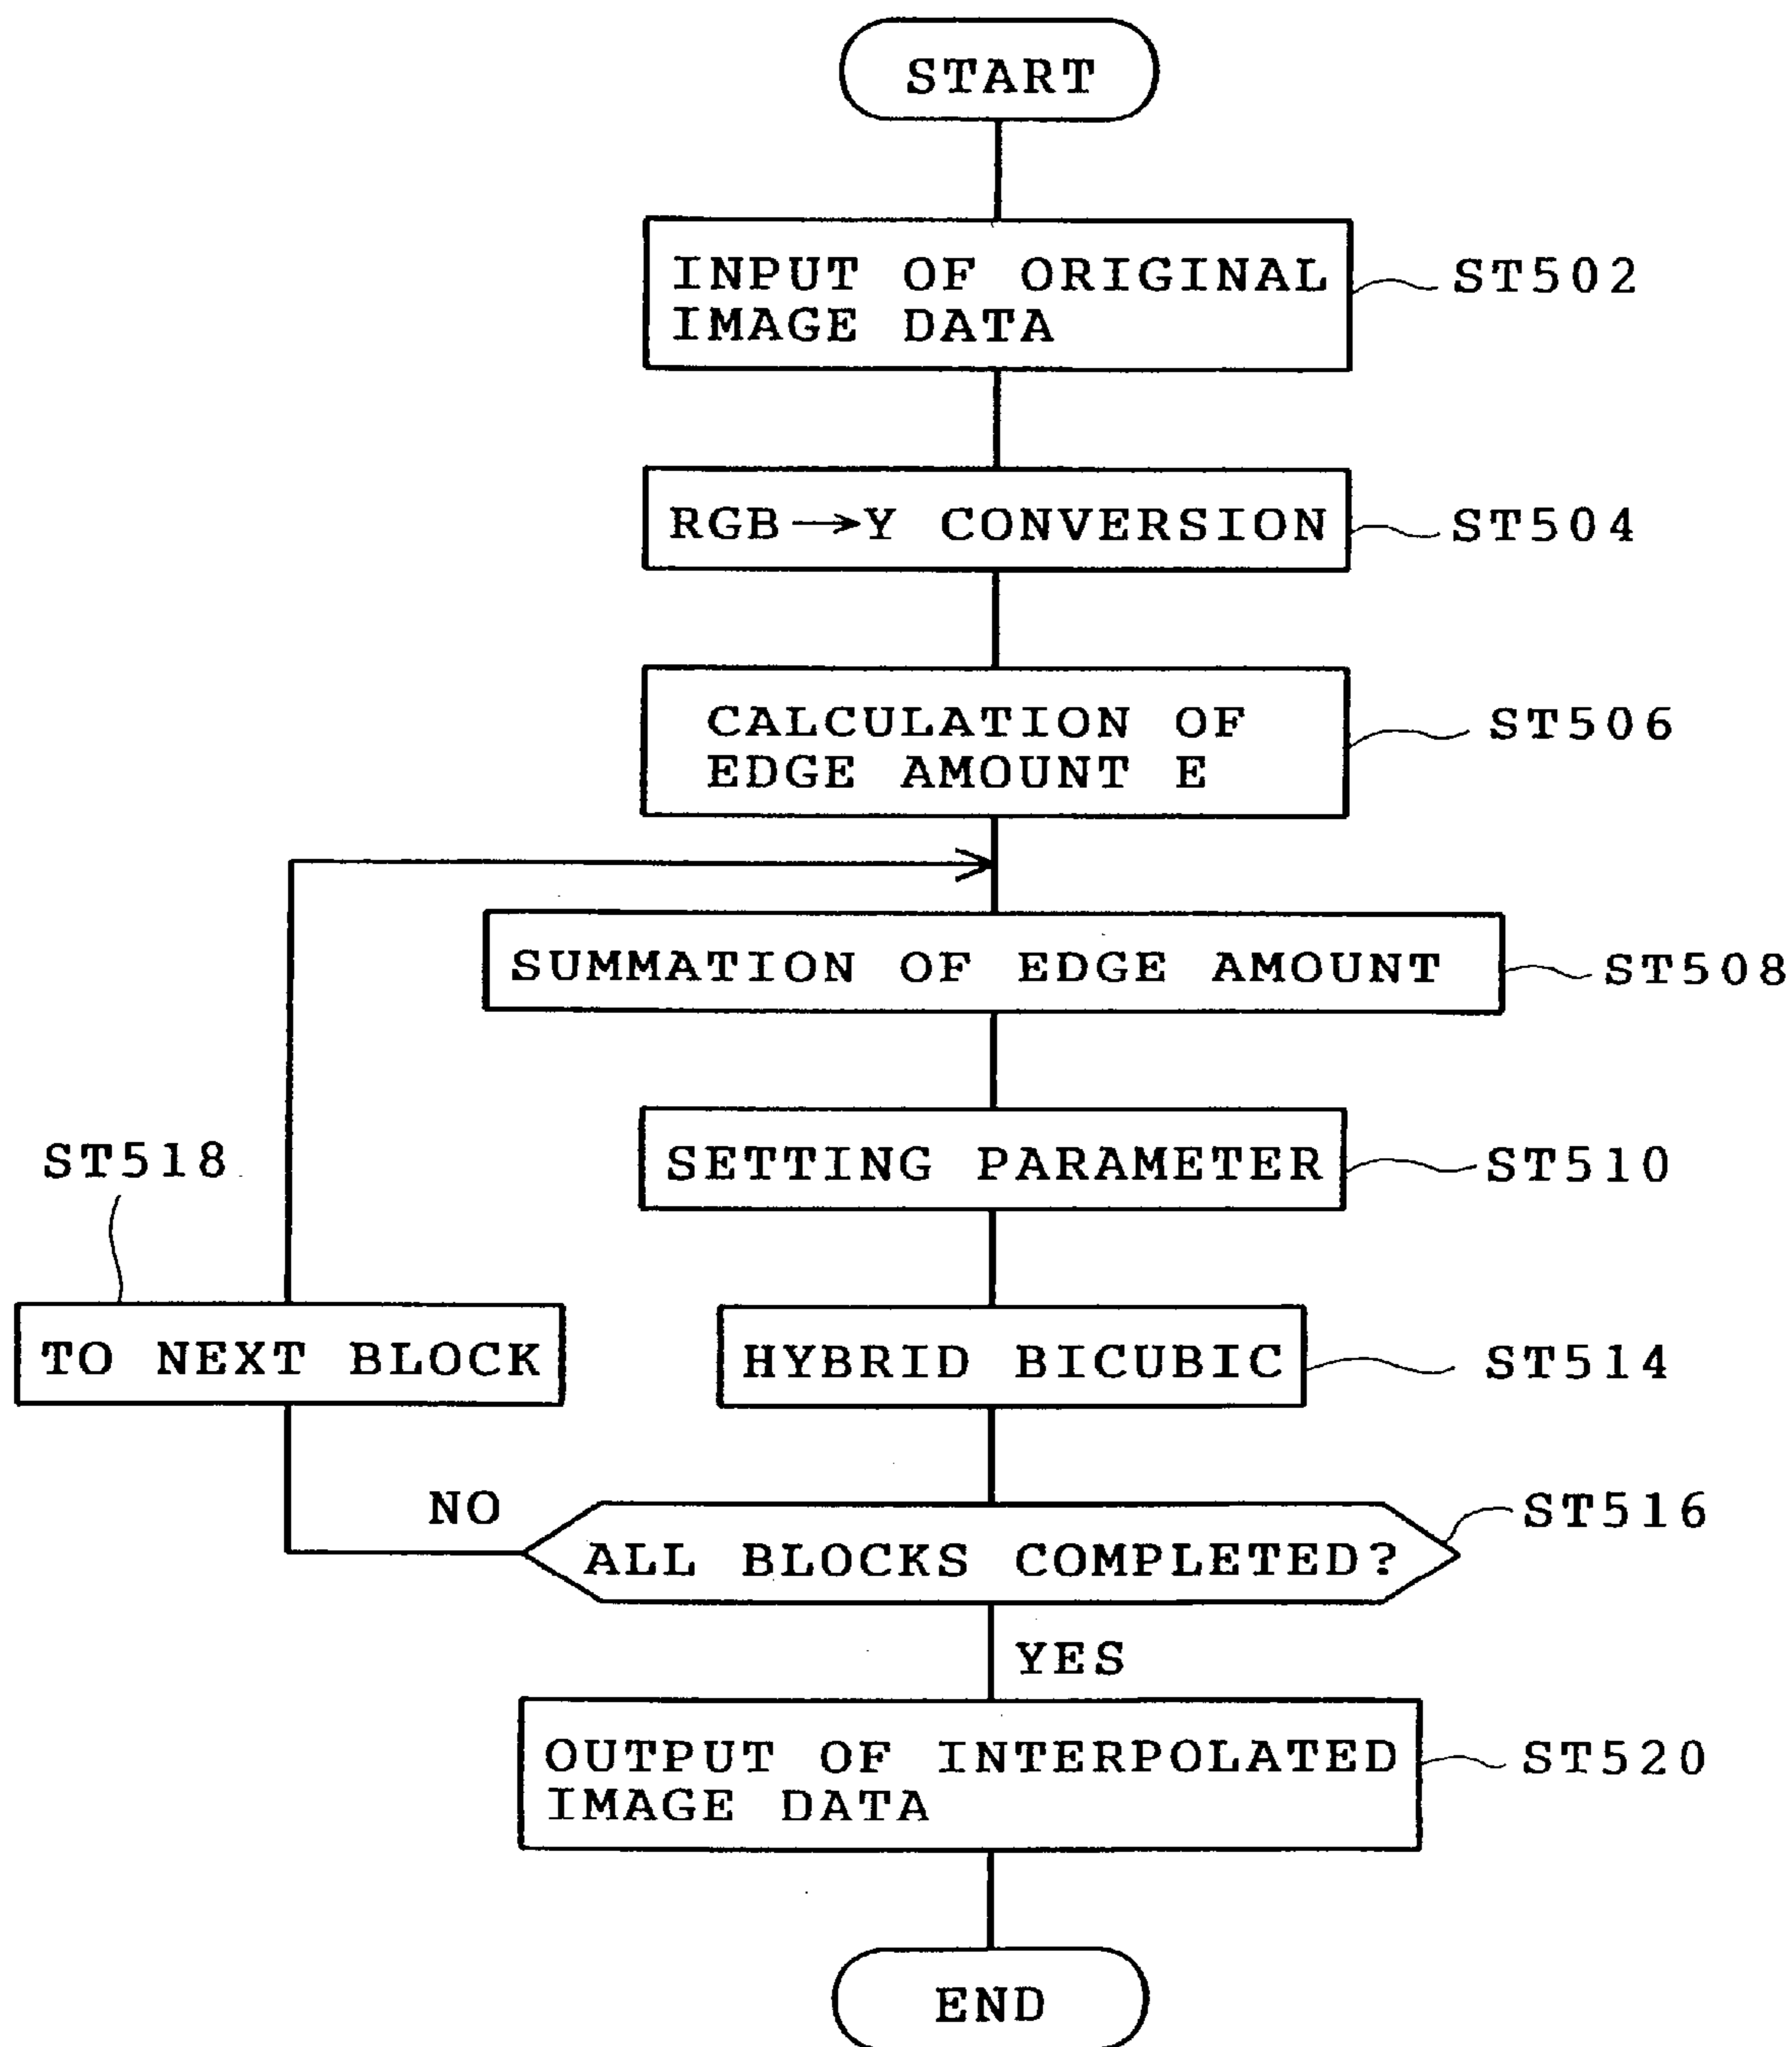 START
INPUT OF ORIGINAL
IMAGE DATA
ST502
RGB→Y CONVERSION
ST504
CALCULATION OF
EDGE AMOUNT E
ST506
SUMMATION OF EDGE AMOUNT
ST508
SETTING PARAMETER
ST510
ST518
TO NEXT BLOCK
HYBRID BICUBIC
ST514
NO
ALL BLOCKS COMPLETED?
ST516
YES
OUTPUT OF INTERPOLATED
IMAGE DATA
ST520
END